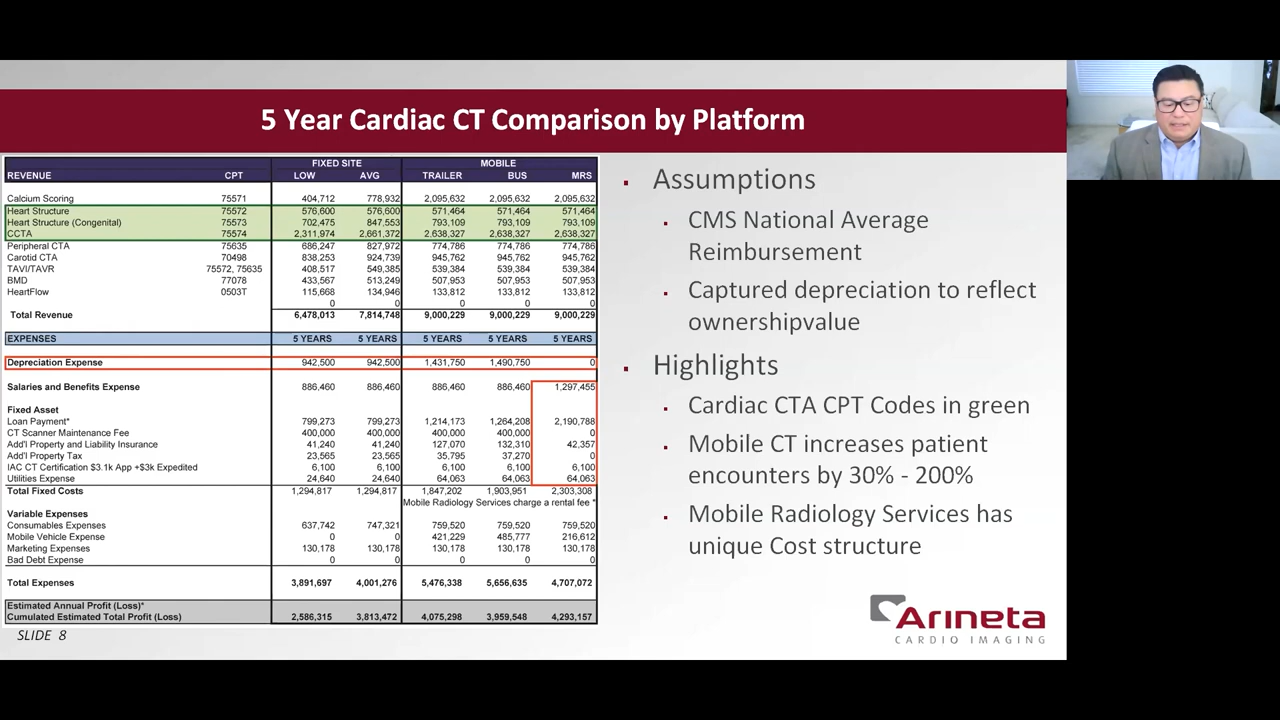 5 Year Cardiac CT Comparison by Platform
FIXED SITE MOBILE
REVENUE CPT LOW AVG TRAILER BUS MRS
Calcium Scoring 75571 404,712 778,932 2,095,632 2,095,632 2,095,632
Heart Structure 75572 576,600 576,600 571,464 571,464 571,464
Heart Structure (Congenital) 75573 702,475 847,553 793,109 793,109 793,109
CCTA 75574 2,311,974 2,661,372 2,638,327 2,638,327 2,638,327
Peripheral CTA 75635 686,247 827,972 774,786 774,786 774,786
Carotid CTA 70498 838,253 924,739 945,762 945,762 945,762
TAVI/TAVR 75572, 75635 408,517 549,385 539,384 539,384 539,384
BMD 77078 433,567 513,249 507,953 507,953 507,953
HeartFlow 0503T 115,668 134,946 133,812 133,812 133,812
0 0 0 0 0
Total Revenue 6,478,013 7,814,748 9,000,229 9,000,229 9,000,229
EXPENSES 5 YEARS 5 YEARS 5 YEARS 5 YEARS 5 YEARS
Depreciation Expense 942,500 942,500 1,431,750 1,490,750 0
Salaries and Benefits Expense 886,460 886,460 886,460 886,460 1,297,455
Fixed Asset
Loan Payment* 799,273 799,273 1,214,173 1,264,208 2,190,788
CT Scanner Maintenance Fee 400,000 400,000 400,000 400,000 0
Add'l Property and Liability Insurance 41,240 41,240 127,070 132,310 42,357
Add'l Property Tax 23,565 23,565 35,795 37,270 0
IAC CT Certification $3.1k App +$3k Expedited 6,100 6,100 6,100 6,100 6,100
Utilities Expense 24,640 24,640 64,063 64,063 64,063
Total Fixed Costs 1,294,817 1,294,817 1,847,202 1,903,951 2,303,308
Mobile Radiology Services charge a rental fee *
Variable Expenses
Consumables Expenses 637,742 747,321 759,520 759,520 759,520
Mobile Vehicle Expense 0 0 421,229 485,777 216,612
Marketing Expenses 130,178 130,178 130,178 130,178 130,178
Bad Debt Expense 0 0 0 0 0
Total Expenses 3,891,697 4,001,276 5,476,338 5,656,635 4,707,072
Estimated Annual Profit (Loss)*
Cumulated Estimated Total Profit (Loss) 2,586,315 3,813,472 4,075,298 3,959,548 4,293,157
SLIDE 8
Assumptions
CMS National Average
Reimbursement
Captured depreciation to reflect
ownershipvalue
Highlights
Cardiac CTA CPT Codes in green
Mobile CT increases patient
encounters by 30% - 200%
Mobile Radiology Services has
unique Cost structure
Arineta
CARDIO IMAGING